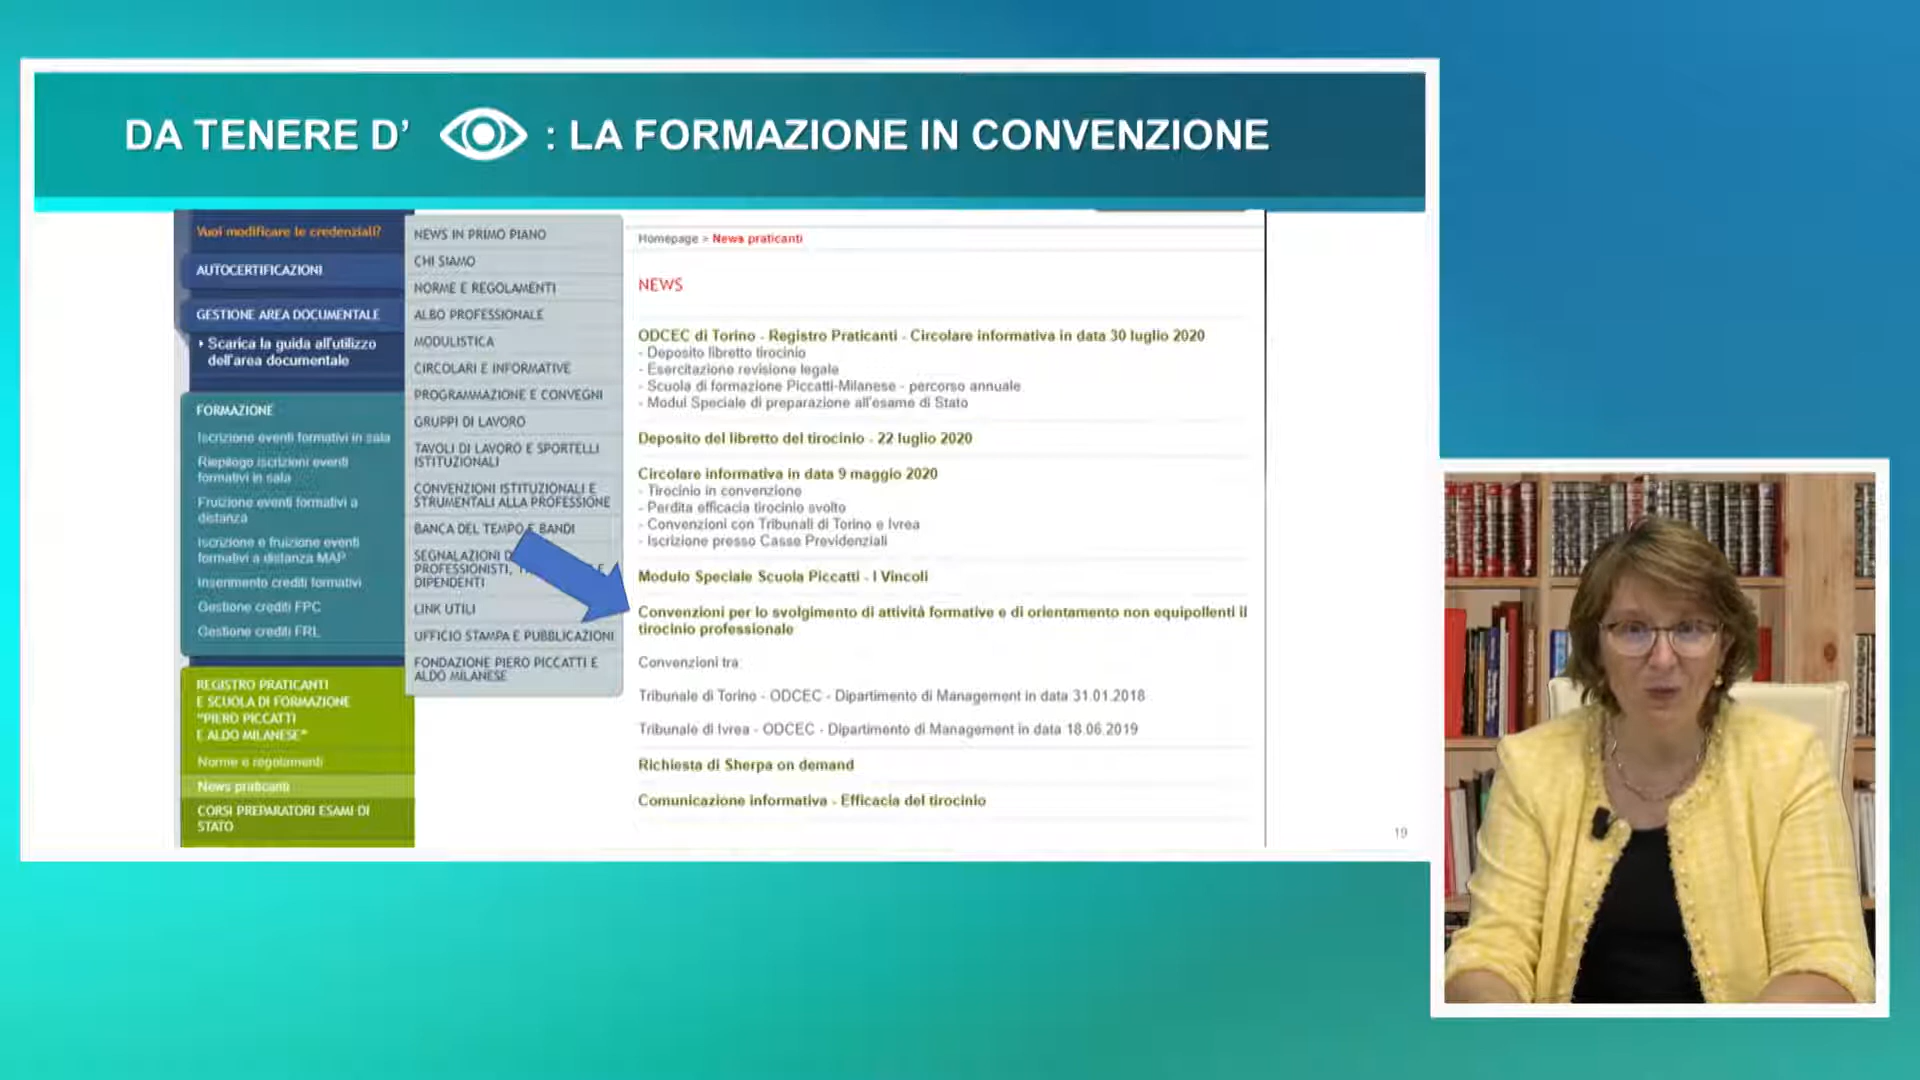 DA TENERE D' : LA FORMAZIONE IN CONVENZIONE
Vuoi modificare le credenziali?
AUTOCERTIFICAZIONI
GESTIONE AREA DOCUMENTALE
Scarica la guida all'utilizzo
dell'area documentale
FORMAZIONE
Iscrizione eventi formativi in sala
Riepilogo iscrizioni eventi
formativi in sala
Fruizione eventi formativi a
distanza
Iscrizione e fruizione eventi
formativi a distanza MAP
Inserimento crediti formativi
Gestione crediti FPC
Gestione crediti FRL
REGISTRO PRATICANTI
E SCUOLA DI FORMAZIONE
"PIERO PICCATTI
E ALDO MILANESE"
Norme e regolamenti
News praticanti
CORSI PREPARATORI ESAMI DI
STATO
NEWS IN PRIMO PIANO
CHI SIAMO
NORME E REGOLAMENTI
ALBO PROFESSIONALE
MODULISTICA
CIRCOLARI E INFORMATIVE
PROGRAMMAZIONE E CONVEGNI
GRUPPI DI LAVORO
TAVOLI DI LAVORO E SPORTELLI
ISTITUZIONALI
CONVENZIONI ISTITUZIONALI E
STRUMENTALI ALLA PROFESSIONE
BANCA DEL TEMPO E BANDI
SEGNALAZIONI
PROFESSIONISTI,
DIPENDENTI
LINK UTILI
UFFICIO STAMPA E PUBBLICAZIONI
FONDAZIONE PIERO PICCATTI E
ALDO MILANESE
Homepage > News praticanti
NEWS
ODCEC di Torino - Registro Praticanti - Circolare informativa in data 30 luglio 2020
- Deposito libretto tirocinio
- Esercitazione revisione legale
- Scuola di formazione Piccatti-Milanese - percorso annuale
- Modul Speciale di preparazione all'esame di Stato
Deposito del libretto del tirocinio - 22 luglio 2020
Circolare informativa in data 9 maggio 2020
- Tirocinio in convenzione
- Perdita efficacia tirocinio svolto
- Convenzioni con Tribunali di Torino e Ivrea
- Iscrizione presso Casse Previdenziali
Modulo Speciale Scuola Piccatti - I Vincoli
Convenzioni per lo svolgimento di attività formative e di orientamento non equipollenti il
tirocinio professionale
Convenzioni tra
Tribunale di Torino - ODCEC - Dipartimento di Management in data 31.01.2018
Tribunale di Ivrea - ODCEC - Dipartimento di Management in data 18.06.2019
Richiesta di Sherpa on demand
Comunicazione informativa - Efficacia del tirocinio
19